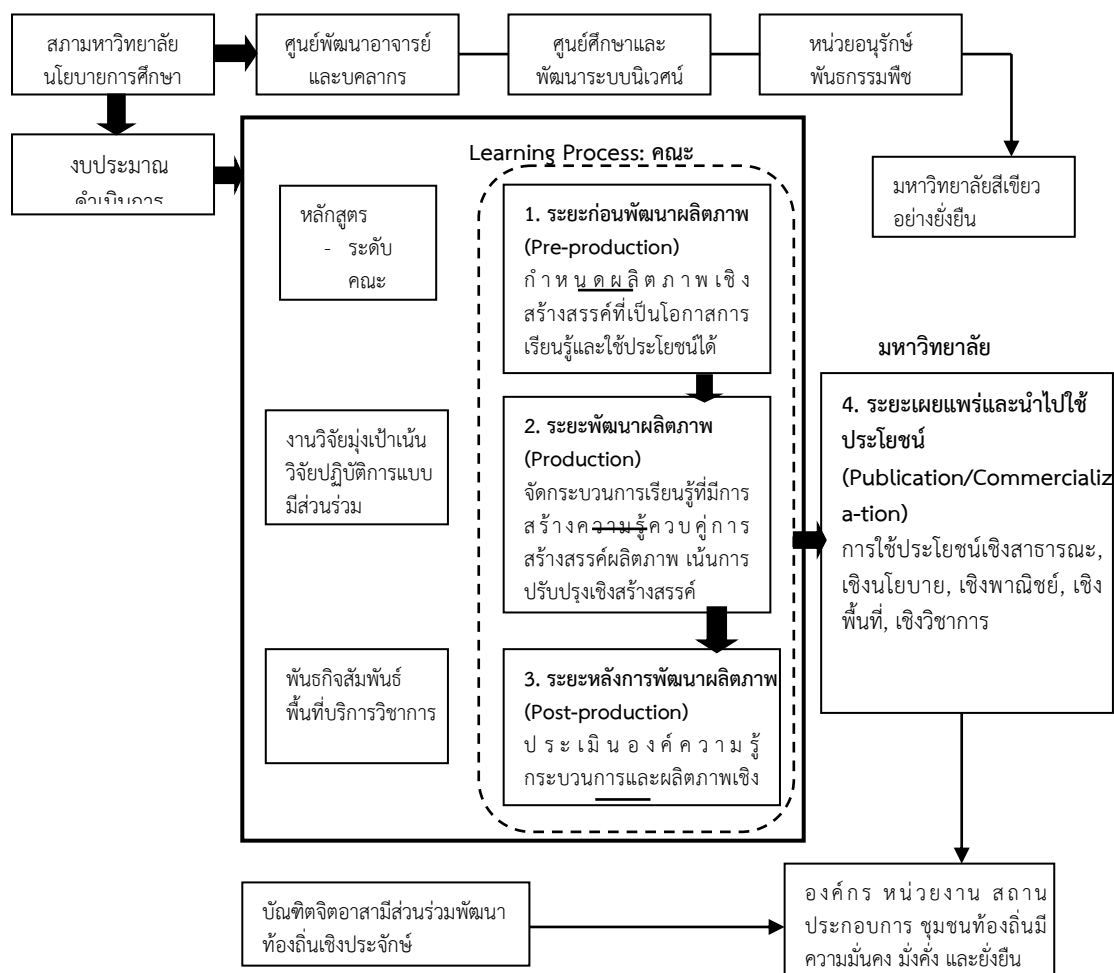 สภามหาวิทยาลัย
นโยบายการศึกษา
ศูนย์พัฒนาอาจารย์
และบคลากร
ศูนย์ศึกษาและ
พัฒนาระบบนิเวศน์
หน่วยอนุรักษ์
พันธกรรมพืช
งบประมาณ
ดำเนินการ
มหาวิทยาลัยสีเขียว
อย่างยั่งยืน
Learning Process: คณะ
หลักสูตร
- ระดับ
คณะ
1. ระยะก่อนพัฒนาผลิตภาพ
(Pre-production)
กำหนดผลิตภาพเชิง
สร้างสรรค์ที่เป็นโอกาสการ
เรียนรู้และใช้ประโยชน์ได้
งานวิจัยมุ่งเป้าเน้น
วิจัยปฏิบัติการแบบ
มีส่วนร่วม
2. ระยะพัฒนาผลิตภาพ
(Production)
จัดกระบวนการเรียนรู้ที่มีการ
สร้างความรู้ควบคู่การ
สร้างสรรค์ผลิตภาพ เน้นการ
ปรับปรุงเชิงสร้างสรรค์
พันธกิจสัมพันธ์
พื้นที่บริการวิชาการ
3. ระยะหลังการพัฒนาผลิตภาพ
(Post-production)
ประเมินองค์ความรู้
กระบวนการและผลิตภาพเชิง
มหาวิทยาลัย
4. ระยะเผยแพร่และนำไปใช้
ประโยชน์
(Publication/Commercializ
a-tion)
การใช้ประโยชน์เชิงสาธารณะ,
เชิงนโยบาย, เชิงพาณิชย์, เชิง
พื้นที่, เชิงวิชาการ
บัณฑิตจิตอาสามีส่วนร่วมพัฒนา
ท้องถิ่นเชิงประจักษ์
องค์กร หน่วยงาน สถาน
ประกอบการ ชุมชนท้องถิ่นมี
ความมั่นคง มั่งคั่ง และยั่งยืน